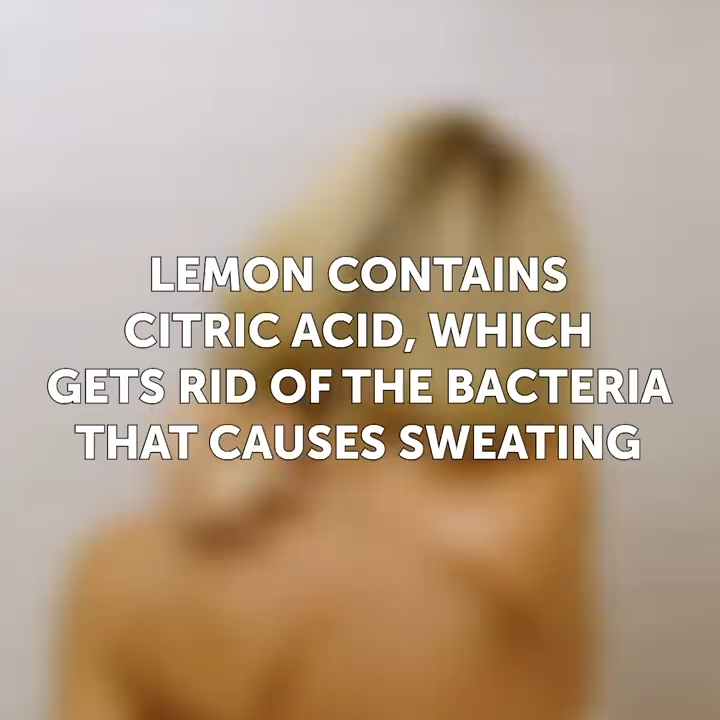 LEMON CONTAINS
CITRIC ACID, WHICH
GETS RID OF THE BACTERIA
THAT CAUSES SWEATING